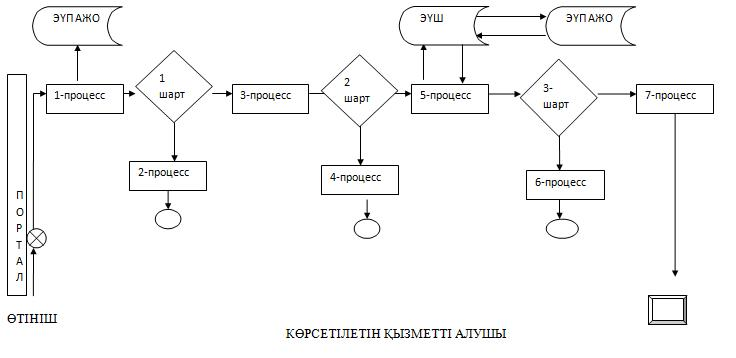 ЭҮПАЖО
ЭҮШ
ЭҮПАЖО
1-процесс
1
шарт
3-процесс
2
шарт
5-процесс
3-
шарт
7-процесс
2-процесс
4-процесс
6-процесс
ПОРТАЛ
ӨТІНІШ
КӨРСЕТІЛЕТІН ҚЫЗМЕТТІ АЛУШЫ